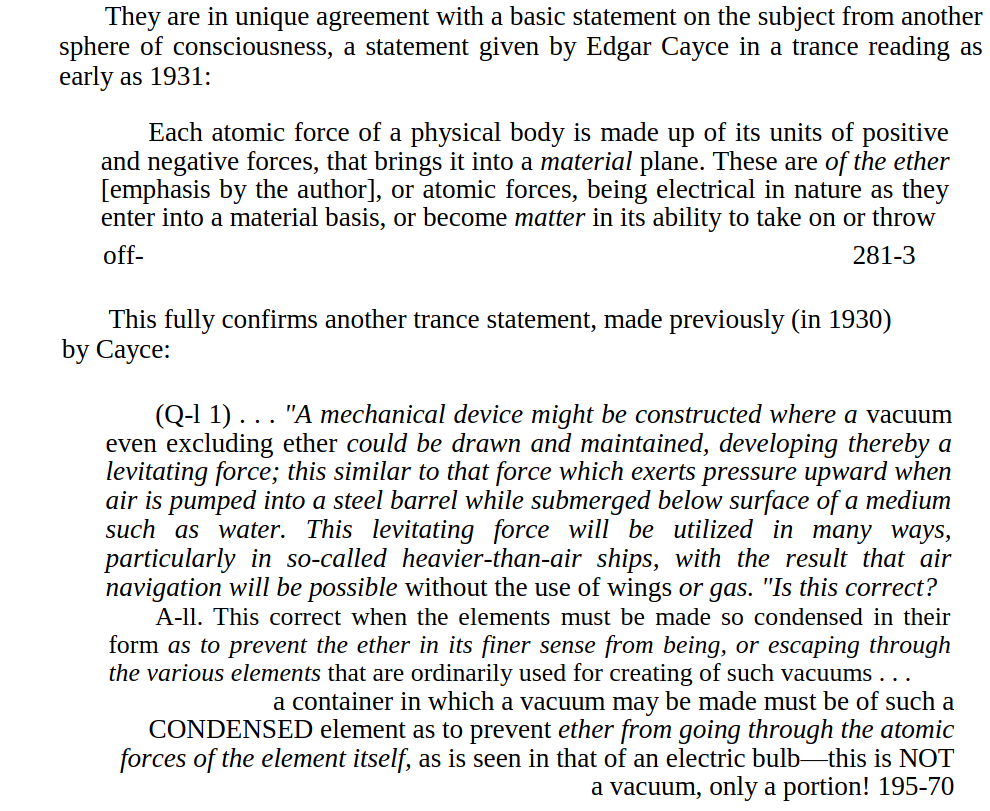 They are in unique agreement with a basic statement on the subject from another
sphere of consciousness, a statement given by Edgar Cayce in a trance reading as
early as 1931:
Each atomic force of a physical body is made up of its units of positive
and negative forces, that brings it into a material plane. These are of the ether
[emphasis by the author], or atomic forces, being electrical in nature as they
enter into a material basis, or become matter in its ability to take on or throw
off- 281-3
This fully confirms another trance statement, made previously (in 1930)
by Cayce:
(Q-l 1) . . . "A mechanical device might be constructed where a vacuum
even excluding ether could be drawn and maintained, developing thereby a
levitating force; this similar to that force which exerts pressure upward when
air is pumped into a steel barrel while submerged below surface of a medium
such as water. This levitating force will be utilized in many ways,
particularly in so-called heavier-than-air ships, with the result that air
navigation will be possible without the use of wings or gas. "Is this correct?
A-ll. This correct when the elements must be made so condensed in their
form as to prevent the ether in its finer sense from being, or escaping through
the various elements that are ordinarily used for creating of such vacuums . . .
a container in which a vacuum may be made must be of such a
CONDENSED element as to prevent ether from going through the atomic
forces of the element itself, as is seen in that of an electric bulb—this is NOT
a vacuum, only a portion! 195-70